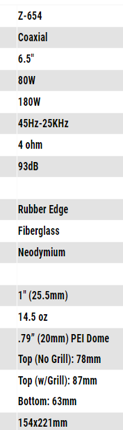 Z-654
Coaxial
6.5"
80W
180W
45Hz-25KHz
4 ohm
93dB
Rubber Edge
Fiberglass
Neodymium
1" (25.5mm)
14.5 oz
.79" (20mm) PEI Dome
Top (No Grill): 78mm
Top (w/Grill): 87mm
Bottom: 63mm
154x221mm